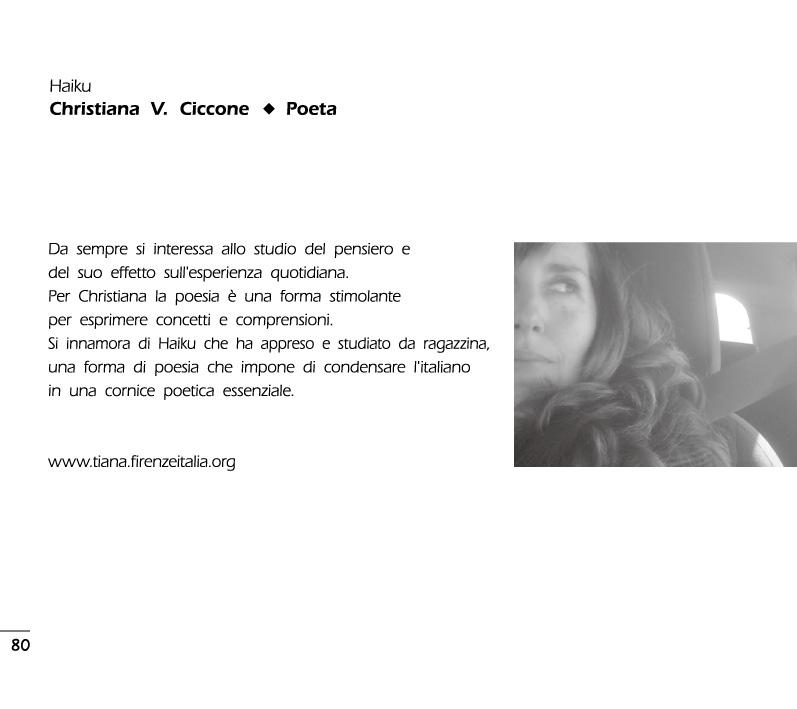 Haiku
Christiana V. Ciccone ◆ Poeta
Da sempre si interessa allo studio del pensiero e
del suo effetto sull'esperienza quotidiana.
Per Christiana la poesia è una forma stimolante
per esprimere concetti e comprensioni.
Si innamora di Haiku che ha appreso e studiato da ragazzina,
una forma di poesia che impone di condensare l'italiano
in una cornice poetica essenziale.
www.tiana.firenzeitalia.org
80